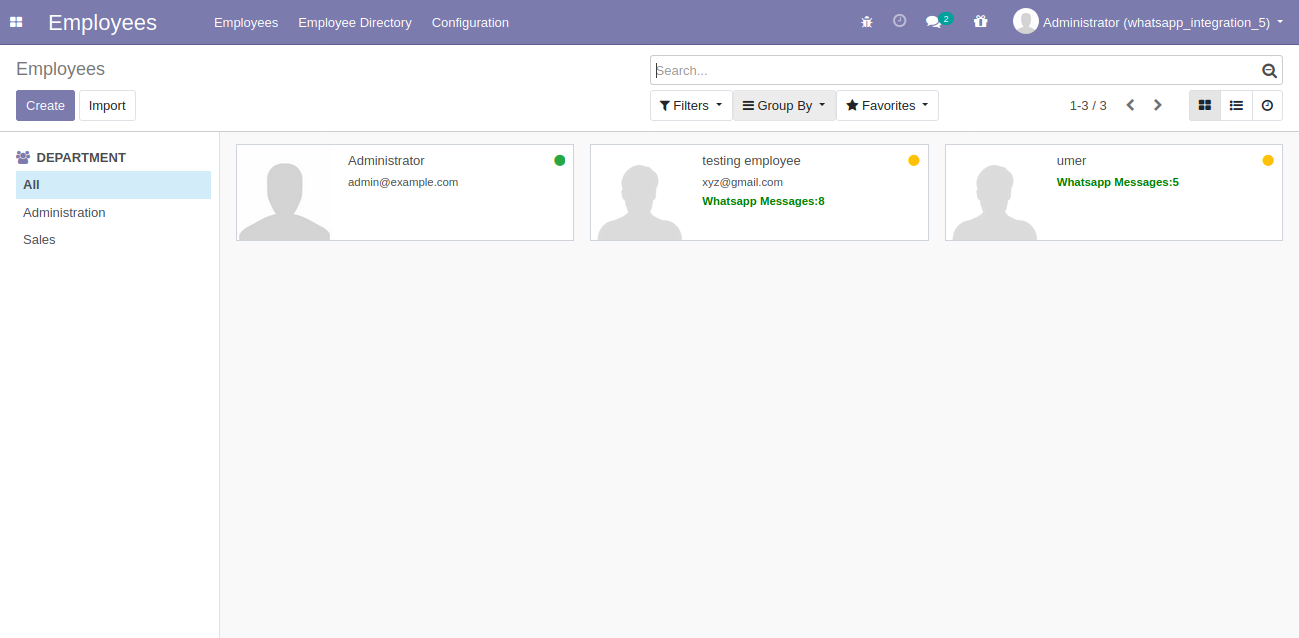 Employees
Employees Employee Directory Configuration
2
Administrator (whatsapp_integration_5)
Employees
Search...
Create Import
Filters Group By Favorites
1-3 / 3
DEPARTMENT
All
Administration
Sales
Administrator
admin@example.com
testing employee
xyz@gmail.com
Whatsapp Messages:8
umer
Whatsapp Messages:5